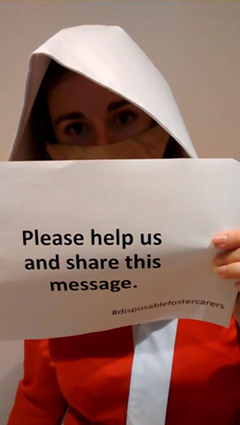 Please help us
and share this
message.
#disposablefostercarers